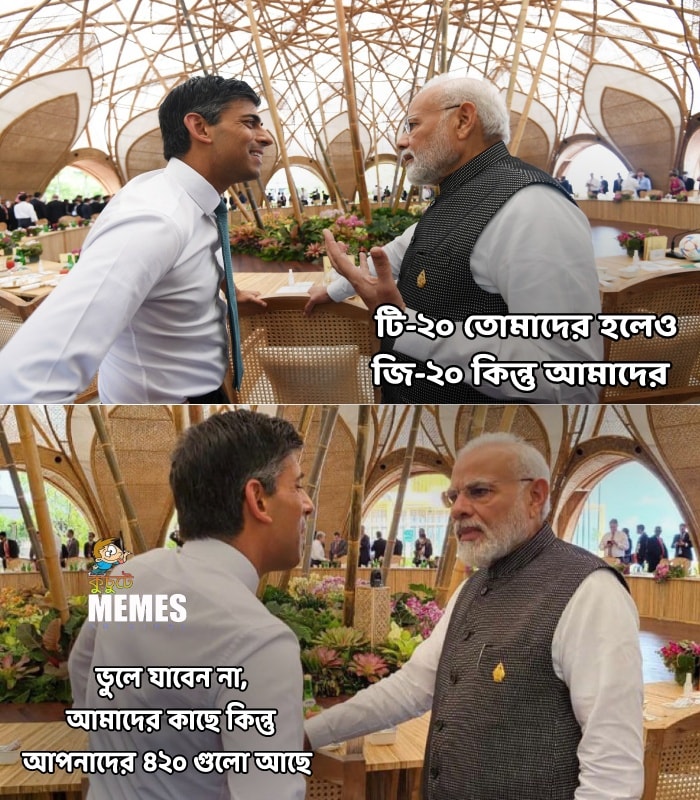 টি-২০ তোমাদের হলেও
জি-২০ কিন্তু আমাদের
কুটুটে
MEMES
ভুলে যাবেন না,
আমাদের কাছে কিন্তু
আপনাদের ৪২০ গুলো আছে